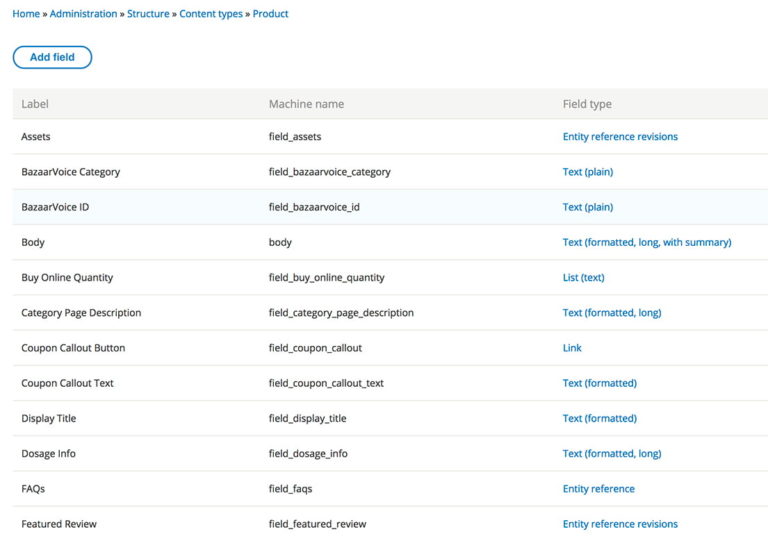 Home » Administration » Structure » Content types » Product
Add field
Label Machine name Field type
Assets field_assets Entity reference revisions
BazaarVoice Category field_bazaarvoice_category Text (plain)
BazaarVoice ID field_bazaarvoice_id Text (plain)
Body body Text (formatted, long, with summary)
Buy Online Quantity field_buy_online_quantity List (text)
Category Page Description field_category_page_description Text (formatted, long)
Coupon Callout Button field_coupon_callout Link
Coupon Callout Text field_coupon_callout_text Text (formatted)
Display Title field_display_title Text (formatted)
Dosage Info field_dosage_info Text (formatted, long)
FAQs field_faqs Entity reference
Featured Review field_featured_review Entity reference revisions